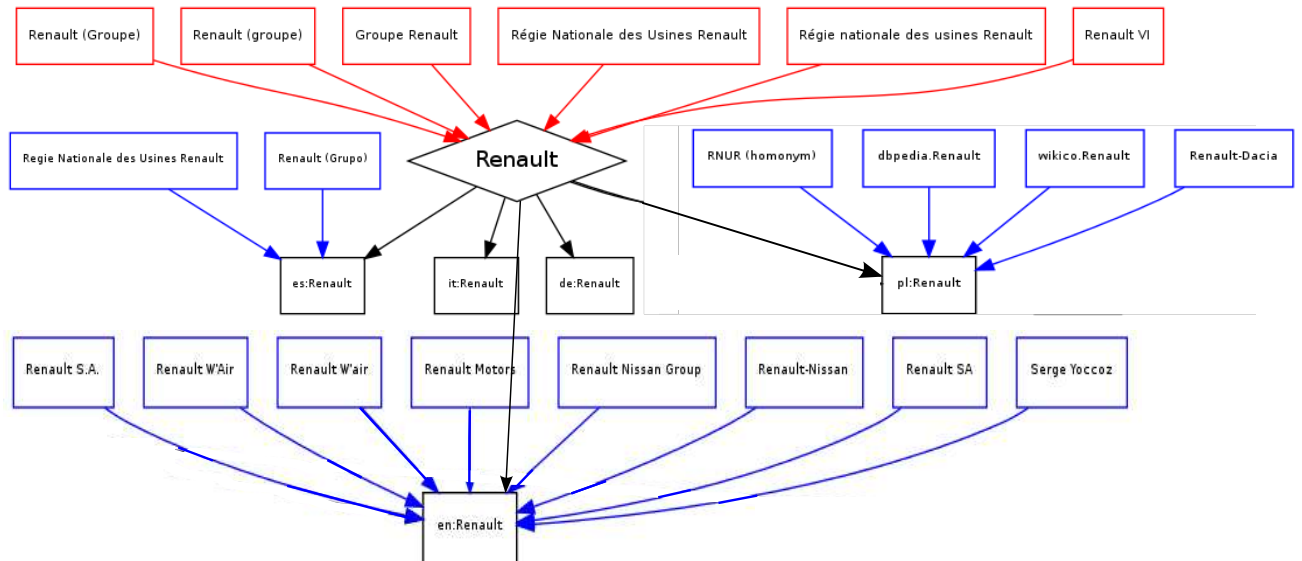 Renault (Groupe)
Renault (groupe)
Groupe Renault
Régie Nationale des Usines Renault
Régie nationale des usines Renault
Renault VI
Regie Nationale des Usines Renault
Renault (Grupo)
Renault
RNUR (homonym)
dbpedia.Renault
wikico.Renault
Renault-Dacia
es:Renault
it:Renault
de:Renault
pl:Renault
Renault S.A.
Renault W'Air
Renault W'air
Renault Motors
Renault Nissan Group
Renault-Nissan
Renault SA
Serge Yoccoz
en:Renault